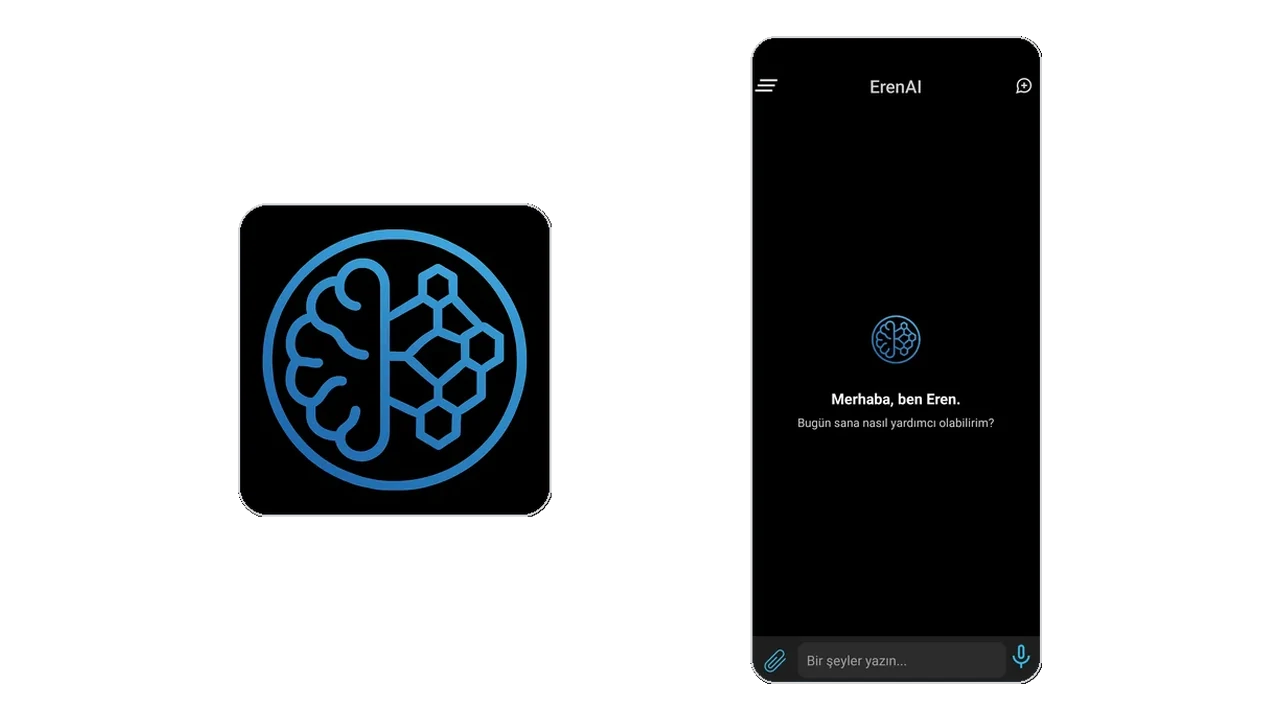 ErenAI
Merhaba, ben Eren.
Bugün sana nasıl yardımcı olabilirim?
Bir şeyler yazın...